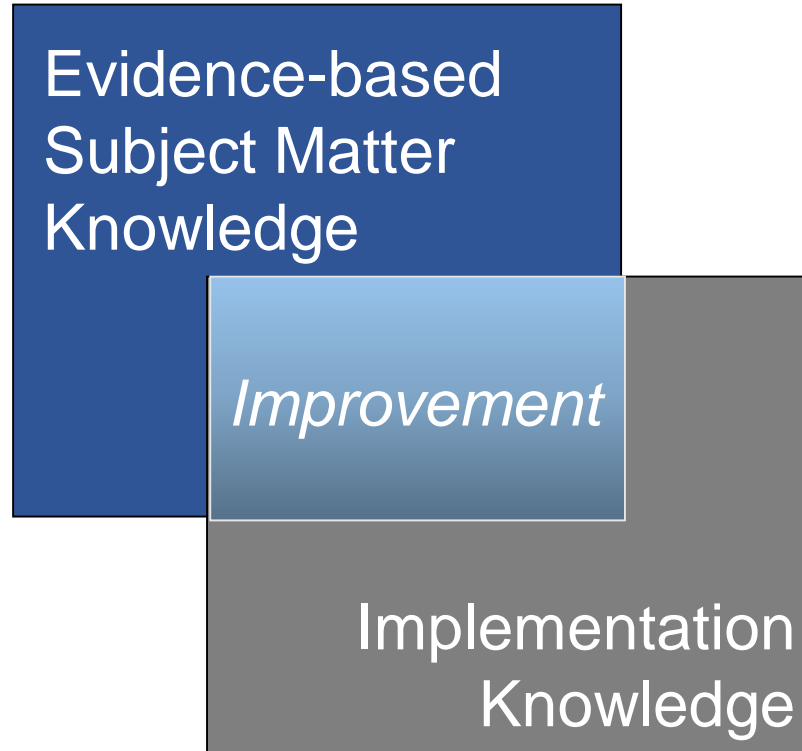 Evidence-based
Subject Matter
Knowledge
Improvement
Implementation
Knowledge